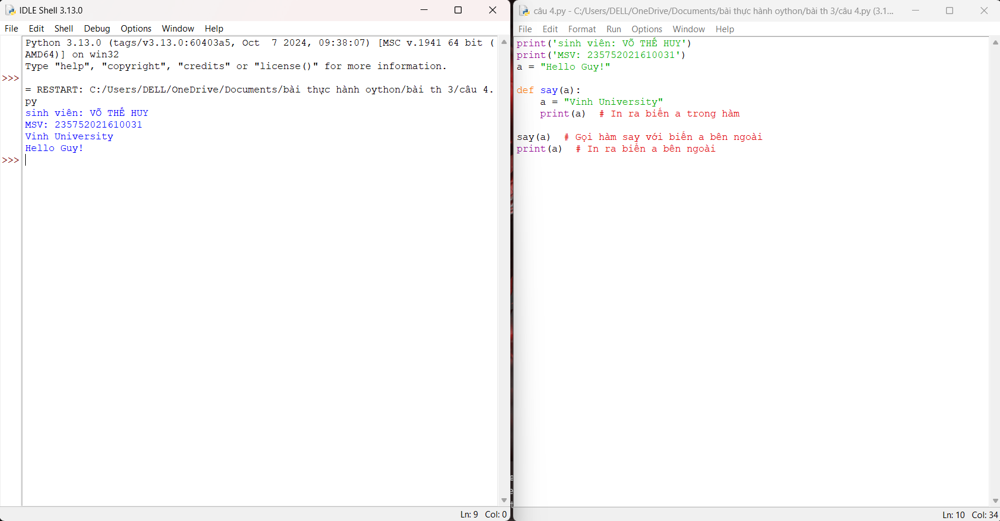 IDLE Shell 3.13.0
File Edit Shell Debug Options Window Help
Python 3.13.0 (tags/v3.13.0:60403a5, Oct  7 2024, 09:38:07) [MSC v.1941 64 bit (
AMD64)] on win32
Type "help", "copyright", "credits" or "license()" for more information.
>>>
= RESTART: C:/Users/DELL/OneDrive/Documents/bài thực hành oython/bài th 3/câu 4.
py
sinh viên: VÕ THẾ HUY
MSV: 235752021610031
Vinh University
Hello Guy!
>>>
Ln: 9 Col: 0
câu 4.py - C:/Users/DELL/OneDrive/Documents/bài thực hành oython/bài th 3/câu 4.py (3.1...
File Edit Format Run Options Window Help
print('sinh viên: VÕ THẾ HUY')
print('MSV: 235752021610031')
a = "Hello Guy!"
def say(a):
    a = "Vinh University"
    print(a)  # In ra biến a trong hàm
say(a)  # Gọi hàm say với biến a bên ngoài
print(a)  # In ra biến a bên ngoài
Ln: 10 Col: 34